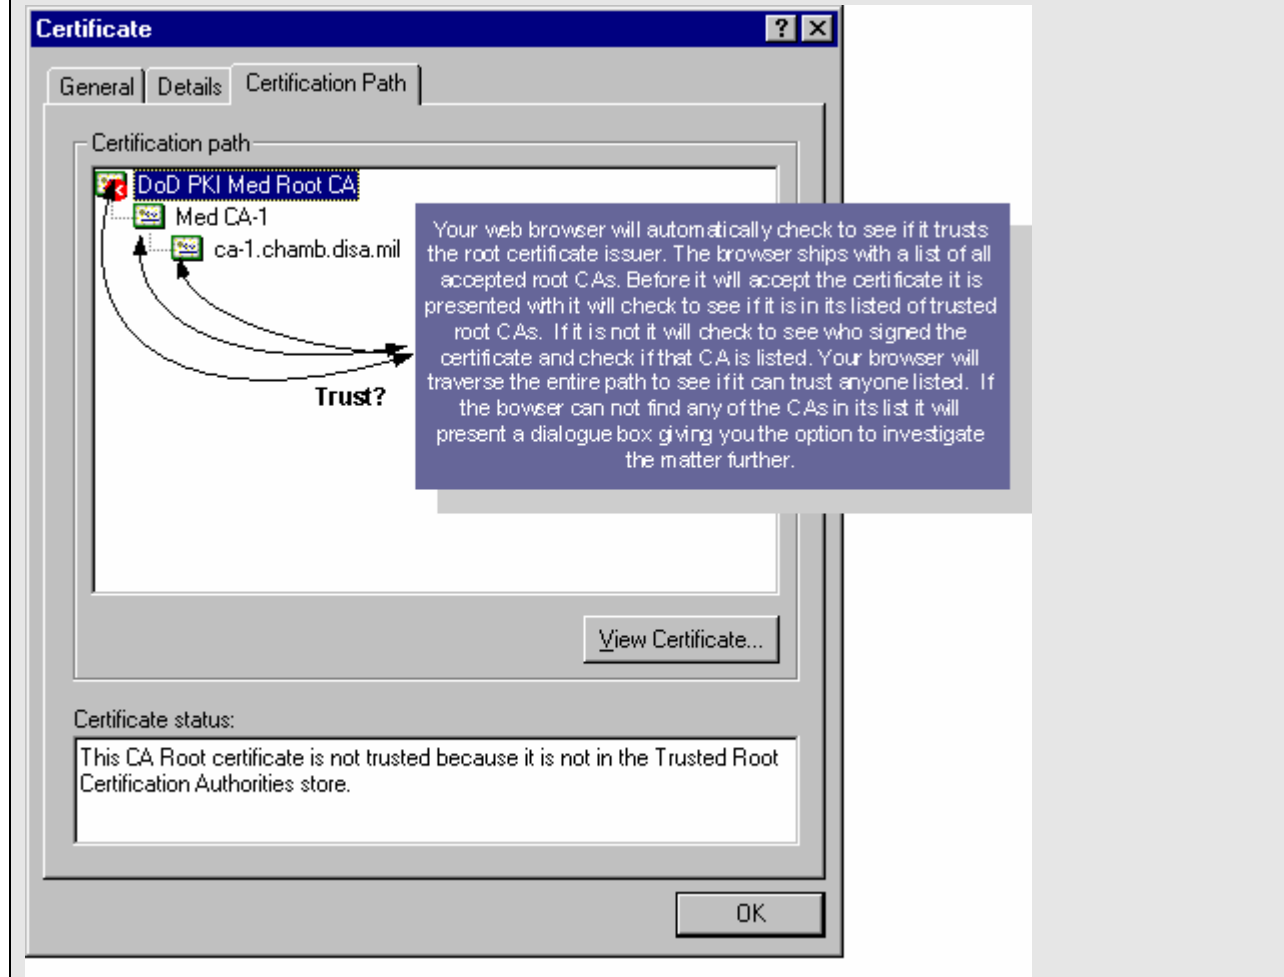 Certificate
General
Details
Certification Path
Certification path
DoD PKI Med Root CA
Med CA-1
ca-1.chamb.disa.mil
Your web browser will automatically check to see if it trusts
the root certificate issuer. The browser ships with a list of all
accepted root CAs. Before it will accept the certificate it is
presented with it will check to see if it is in its listed of trusted
root CAs. If it is not it will check to see who signed the
certificate and check if that CA is listed. Your browser will
traverse the entire path to see if it can trust anyone listed. If
the bowser can not find any of the CAs in its list it will
present a dialogue box giving you the option to investigate
the matter further.
Trust?
View Certificate...
Certificate status:
This CA Root certificate is not trusted because it is not in the Trusted Root
Certification Authorities store.
OK